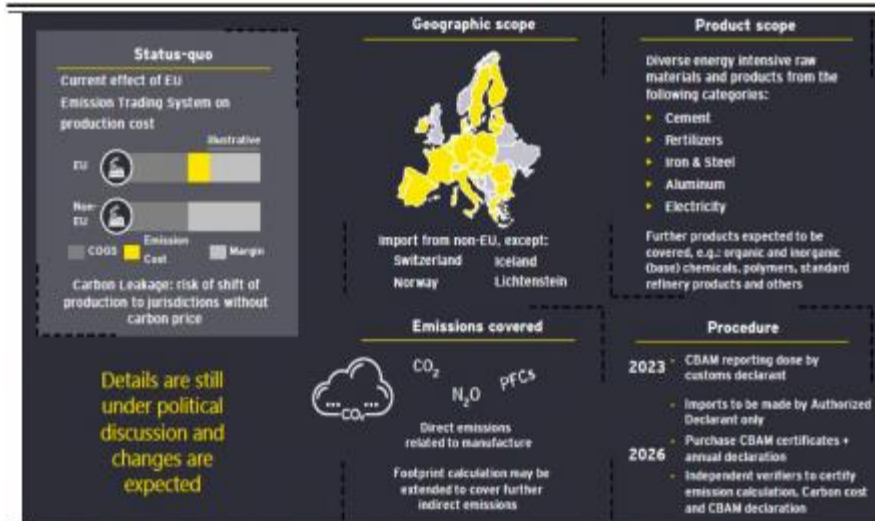 Status-quo
Current effect of EU
Emission Trading System on
production cost
Illustrative
EU
Non-
EU
COGS
Emission
Cost
Margin
Carbon Leakage: risk of shift of
production to jurisdictions without
carbon price
Details are still
under political
discussion and
changes are
expected
Geographic scope
Import from non-EU, except:
Switzerland
Iceland
Norway
Lichtenstein
Emissions covered
CO₂
N₂O
PFCs
... ...
CO₂
Direct emissions
related to manufacture
Footprint calculation may be
extended to cover further
indirect emissions
Product scope
Diverse energy intensive raw
materials and products from the
following categories:
▸ Cement
▸ Fertilizers
▸ Iron & Steel
▸ Aluminum
▸ Electricity
Further products expected to be
covered, e.g.: organic and inorganic
(base) chemicals, polymers, standard
refinery products and others
Procedure
2023
- CBAM reporting done by
customs declarant
- Imports to be made by Authorized
Declarant only
2026
- Purchase CBAM certificates +
annual declaration
- Independent verifiers to certify
emission calculation, Carbon cost
and CBAM declaration